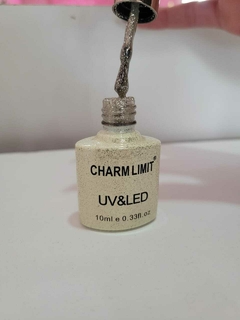 CHARM LIMIT®
UV&LED
10ml e 0.33fl.oz